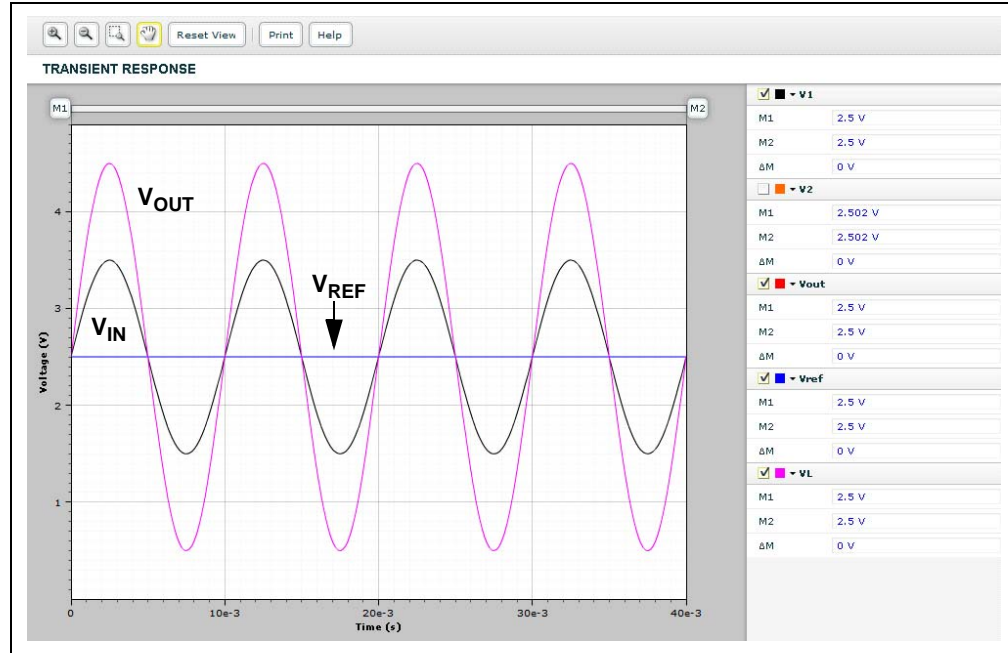 Reset View Print Help
TRANSIENT RESPONSE
M1
M2
V_OUT
V_REF
V_IN
Voltage (V)
4
3
2
1
0
10e-3
20e-3
30e-3
40e-3
Time (s)
V1
M1 2.5 V
M2 2.5 V
ΔM 0 V
V2
M1 2.502 V
M2 2.502 V
ΔM 0 V
Vout
M1 2.5 V
M2 2.5 V
ΔM 0 V
Vref
M1 2.5 V
M2 2.5 V
ΔM 0 V
VL
M1 2.5 V
M2 2.5 V
ΔM 0 V